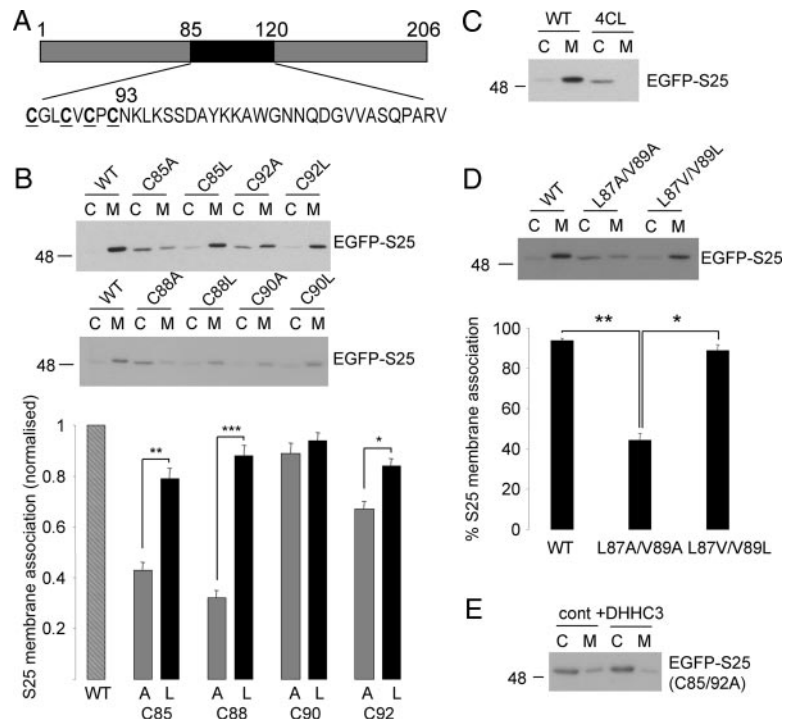 A
1 85 120 206
93
CGLCVCPCNKLKSSDAYKKAWGNNQDGVVASQPARV
B
WT C85A C85L C92A C92L
C M C M C M C M C M
48 EGFP-S25
WT C88A C88L C90A C90L
C M C M C M C M C M
48 EGFP-S25
S25 membrane association (normalised)
1
0.8
0.6
0.4
0.2
** *** *
WT A L A L A L A L
C85 C88 C90 C92
C
WT 4CL
C M C M
48 EGFP-S25
D
WT L87A/V89A L87V/V89L
C M C M C M
48 EGFP-S25
% S25 membrane association
100
80
60
40
20
0
** *
WT L87A/V89A L87V/V89L
E
cont +DHHC3
C M C M
48 EGFP-S25
(C85/92A)